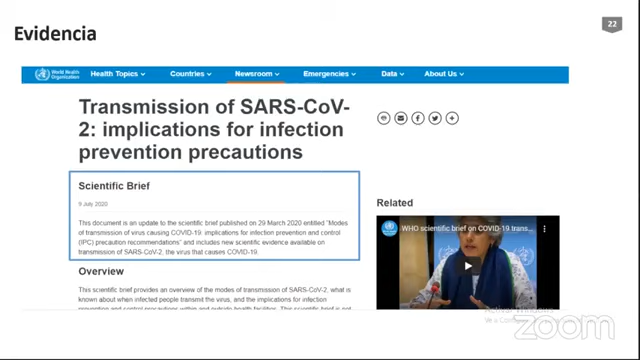 22
Evidencia
World Health
Organization
Health Topics
Countries
Newsroom
Emergencies
Data
About Us
Transmission of SARS-CoV-
2: implications for infection
prevention precautions
Scientific Brief
9 July 2020
This document is an update to the scientific brief published on 29 March 2020 entitled "Modes
of transmission of virus causing COVID-19: implications for infection prevention and control
(IPC) precaution recommendations" and includes new scientific evidence available on
transmission of SARS-CoV-2, the virus that causes COVID-19.
Overview
This scientific brief provides an overview of the modes of transmission of SARS-CoV-2, what is
known about when infected people transmit the virus, and the implications for infection
prevention and control precautions within and outside health facilities. This scientific brief is not
Related
WHO scientific brief on COVID-19 trans...
Activar Windows
zoom